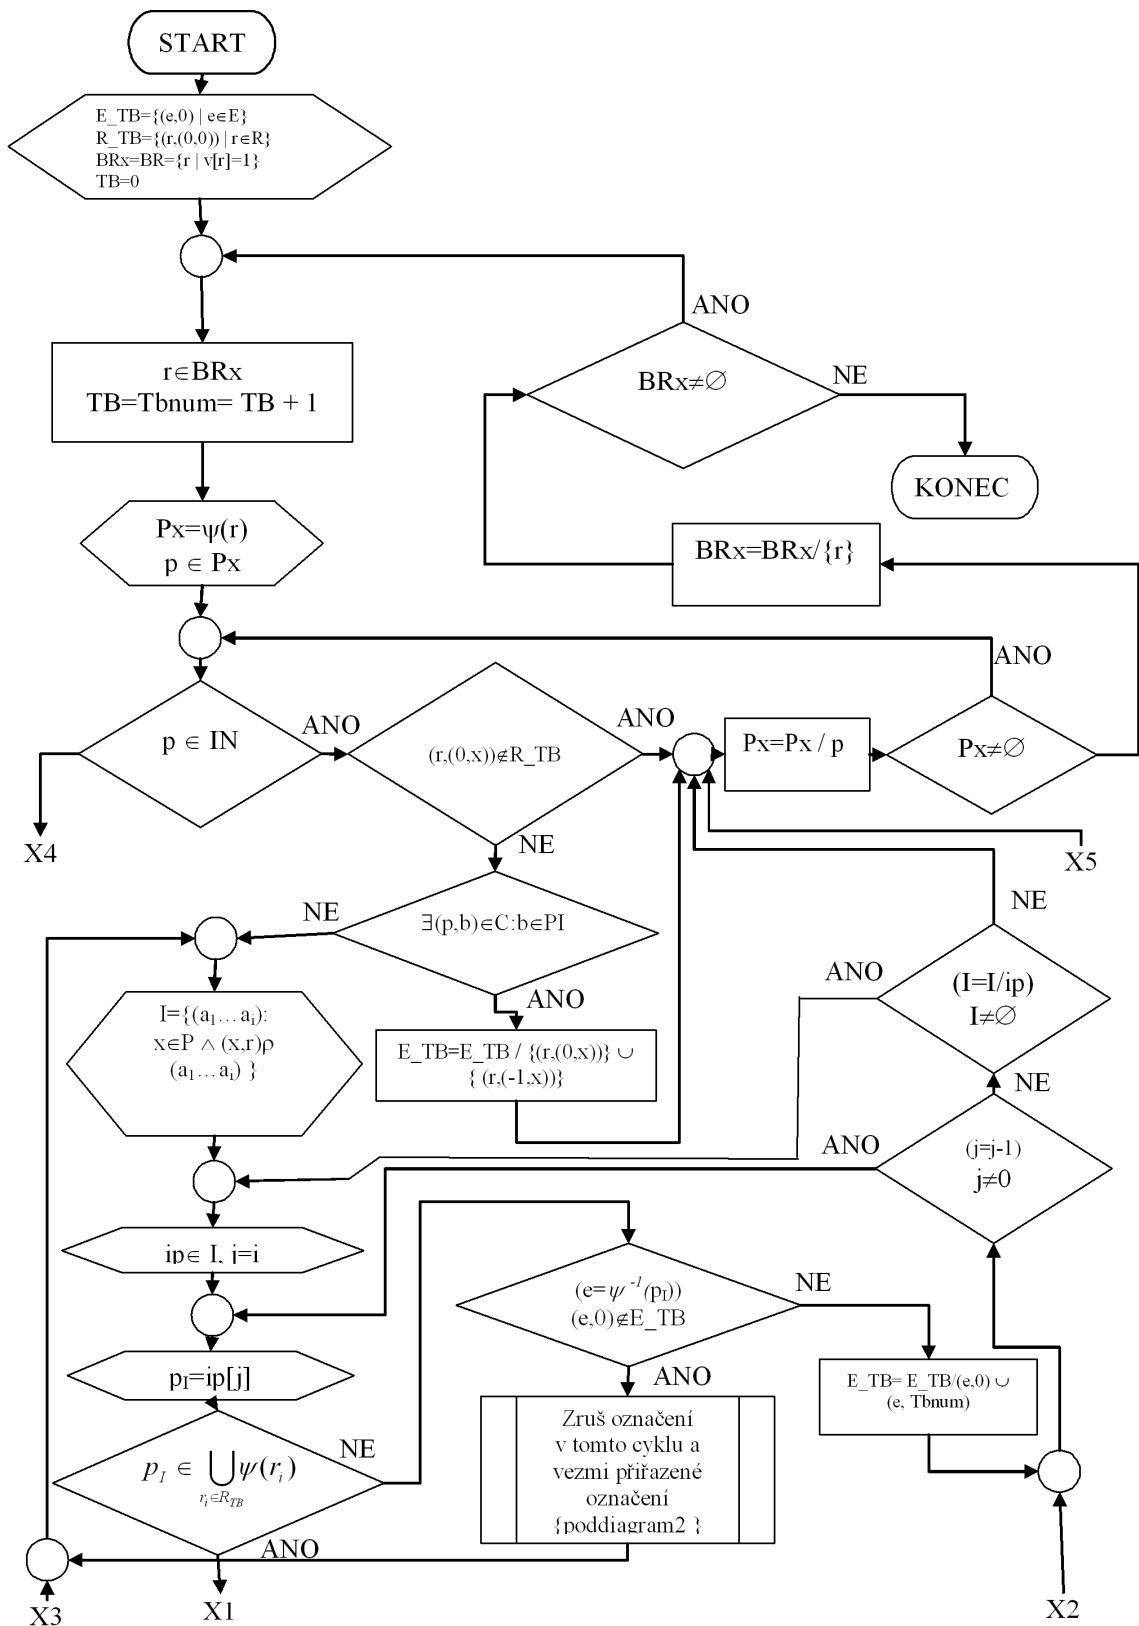 START
E_TB={(e,0) | e∈E}
R_TB={(r,(0,0)) | r∈R}
BRx=BR={r | v[r]=1}
TB=0
ANO
BRx≠∅
NE
KONEC
r∈BRx
TB=Tbnum= TB + 1
Px=ψ(r)
p ∈ Px
BRx=BRx/{r}
p ∈ IN
ANO
X4
(r,(0,x))∉R_TB
ANO
NE
Px=Px / p
Px≠∅
ANO
X5
∃(p,b)∈C:b∈PI
NE
ANO
E_TB=E_TB / {(r,(0,x))} ∪
{ (r,(-1,x))}
I={(a₁…aᵢ):
x∈P ∧ (x,r)ρ
(a₁…aᵢ) }
NE
(I=I/ip)
I≠∅
ANO
NE
(j=j-1)
j≠0
ANO
ip∈ I, j=i
p_I=ip[j]
p_I ∈ ⋃ψ(rᵢ)
rᵢ∈R_TB
NE
ANO
X3
X1
(e=ψ⁻¹(p_I))
(e,0)∉E_TB
NE
ANO
Zruš označení
v tomto cyklu a
vezmi přiřazené
označení
{poddiagram2 }
E_TB= E_TB/(e,0) ∪
(e, Tbnum)
X2